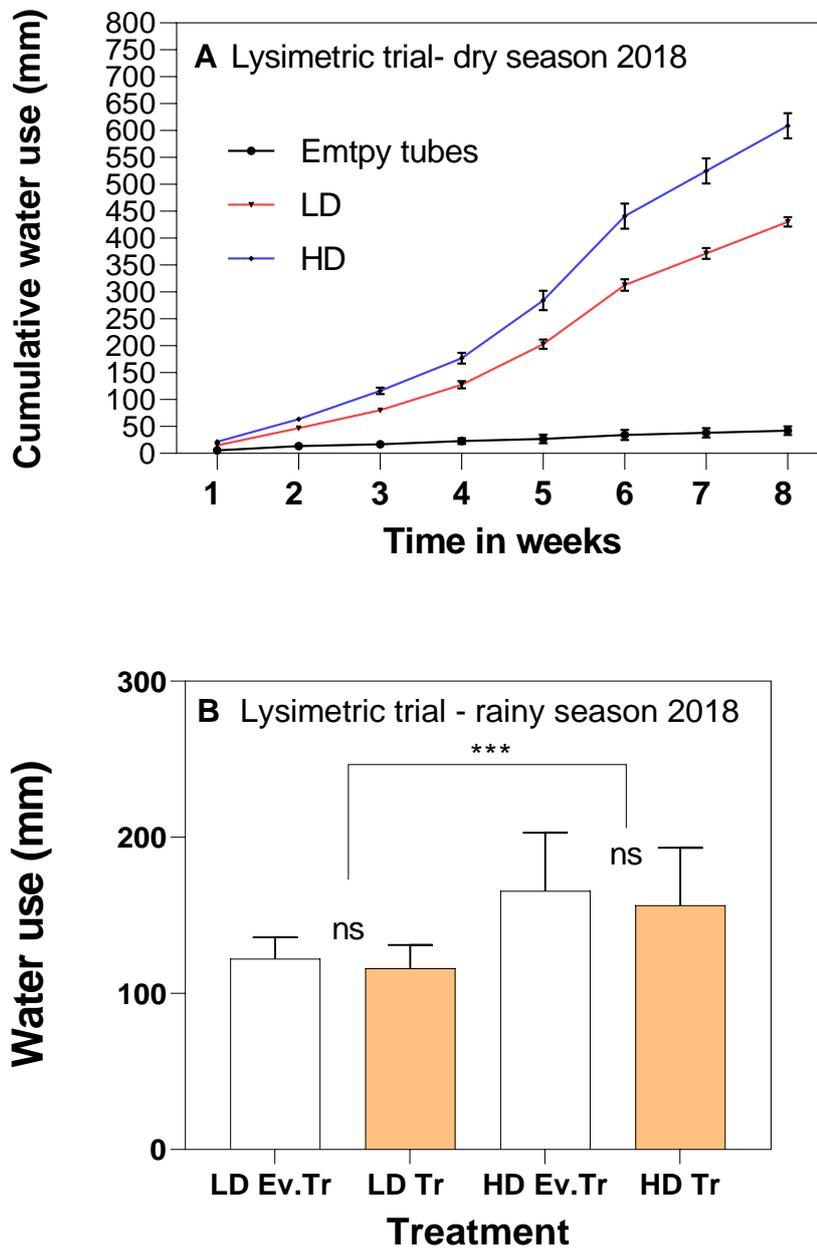 Cumulative water use (mm)
800
750
700
650
600
550
500
450
400
350
300
250
200
150
100
50
0
A Lysimetric trial- dry season 2018
Emtpy tubes
LD
HD
1 2 3 4 5 6 7 8
Time in weeks
Water use (mm)
300
200
100
0
B Lysimetric trial - rainy season 2018
***
ns
ns
LD Ev.Tr LD Tr HD Ev.Tr HD Tr
Treatment